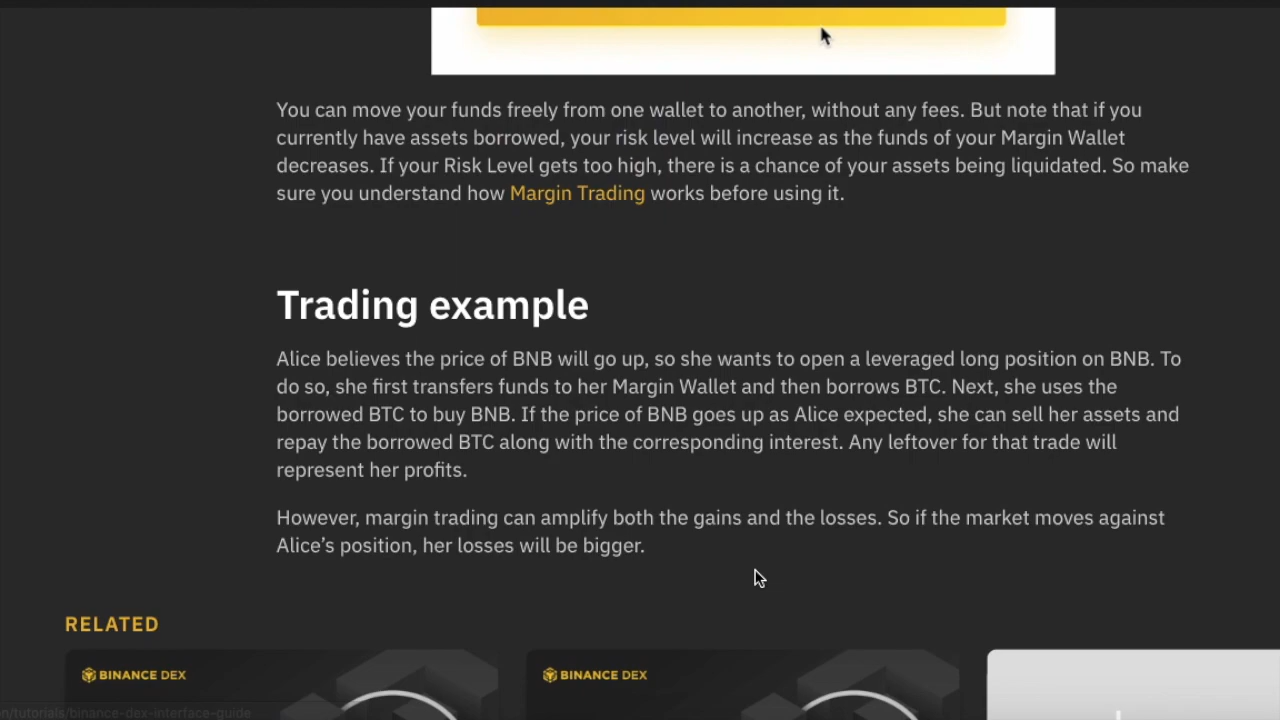 You can move your funds freely from one wallet to another, without any fees. But note that if you
currently have assets borrowed, your risk level will increase as the funds of your Margin Wallet
decreases. If your Risk Level gets too high, there is a chance of your assets being liquidated. So make
sure you understand how Margin Trading works before using it.
Trading example
Alice believes the price of BNB will go up, so she wants to open a leveraged long position on BNB. To
do so, she first transfers funds to her Margin Wallet and then borrows BTC. Next, she uses the
borrowed BTC to buy BNB. If the price of BNB goes up as Alice expected, she can sell her assets and
repay the borrowed BTC along with the corresponding interest. Any leftover for that trade will
represent her profits.
However, margin trading can amplify both the gains and the losses. So if the market moves against
Alice’s position, her losses will be bigger.
RELATED
BINANCE DEX
BINANCE DEX
n/tutorials/binance-dex-interface-guide